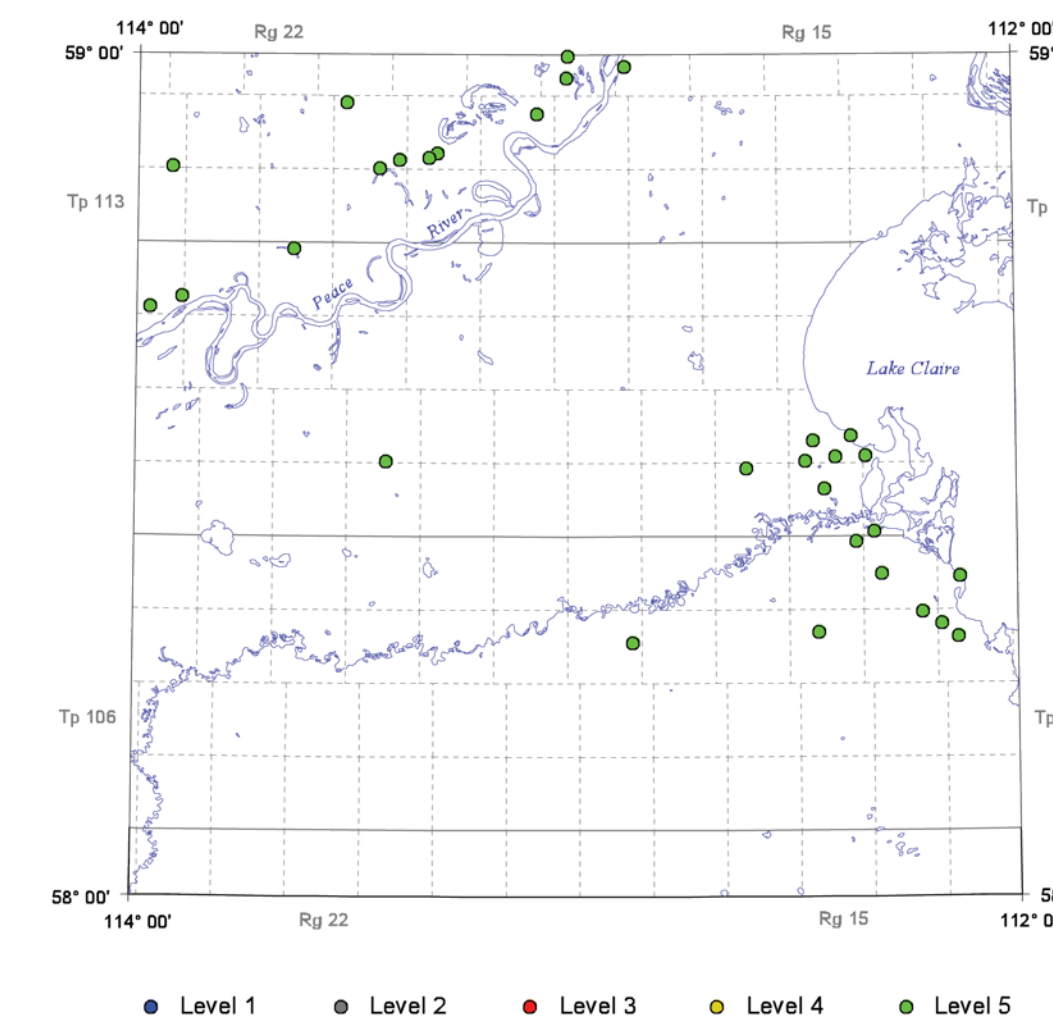 114° 00' Rg 22 Rg 15 112° 00'
59° 00' 59°
Tp 113 Tp
River
Peace
Lake Claire
Tp 106 Tp
58° 00' 58
114° 00' Rg 22 Rg 15 112° 0
Level 1 Level 2 Level 3 Level 4 Level 5